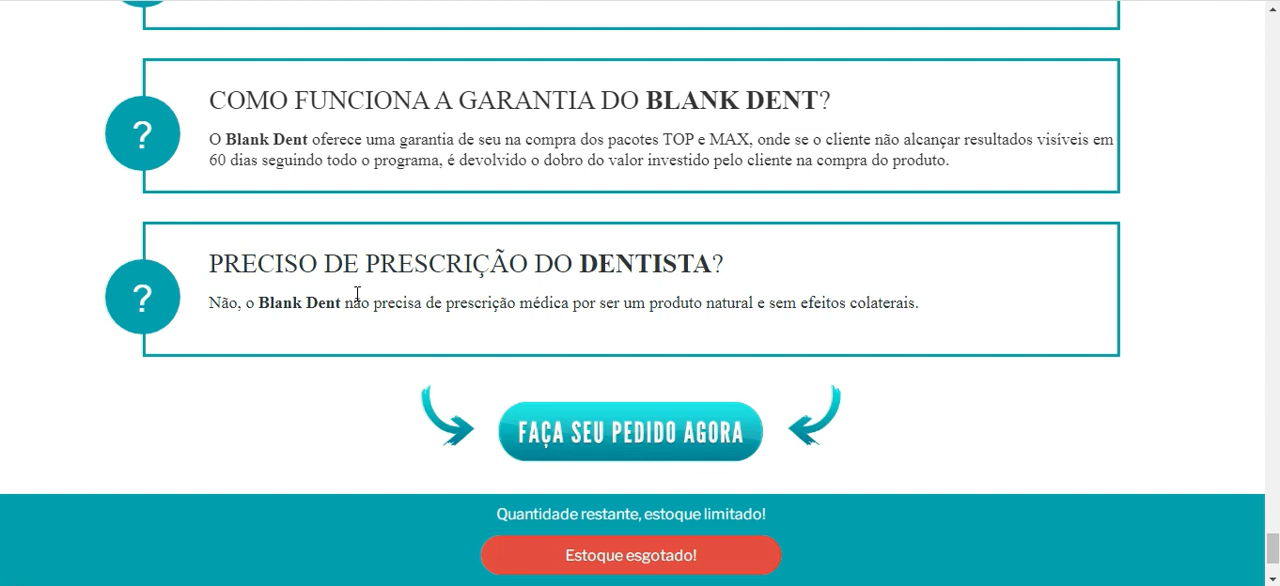 COMO FUNCIONA A GARANTIA DO BLANK DENT?
?
O Blank Dent oferece uma garantia de seu na compra dos pacotes TOP e MAX, onde se o cliente não alcançar resultados visíveis em
60 dias seguindo todo o programa, é devolvido o dobro do valor investido pelo cliente na compra do produto.
PRECISO DE PRESCRIÇÃO DO DENTISTA?
?
Não, o Blank Dent não precisa de prescrição médica por ser um produto natural e sem efeitos colaterais.
FAÇA SEU PEDIDO AGORA
Quantidade restante, estoque limitado!
Estoque esgotado!